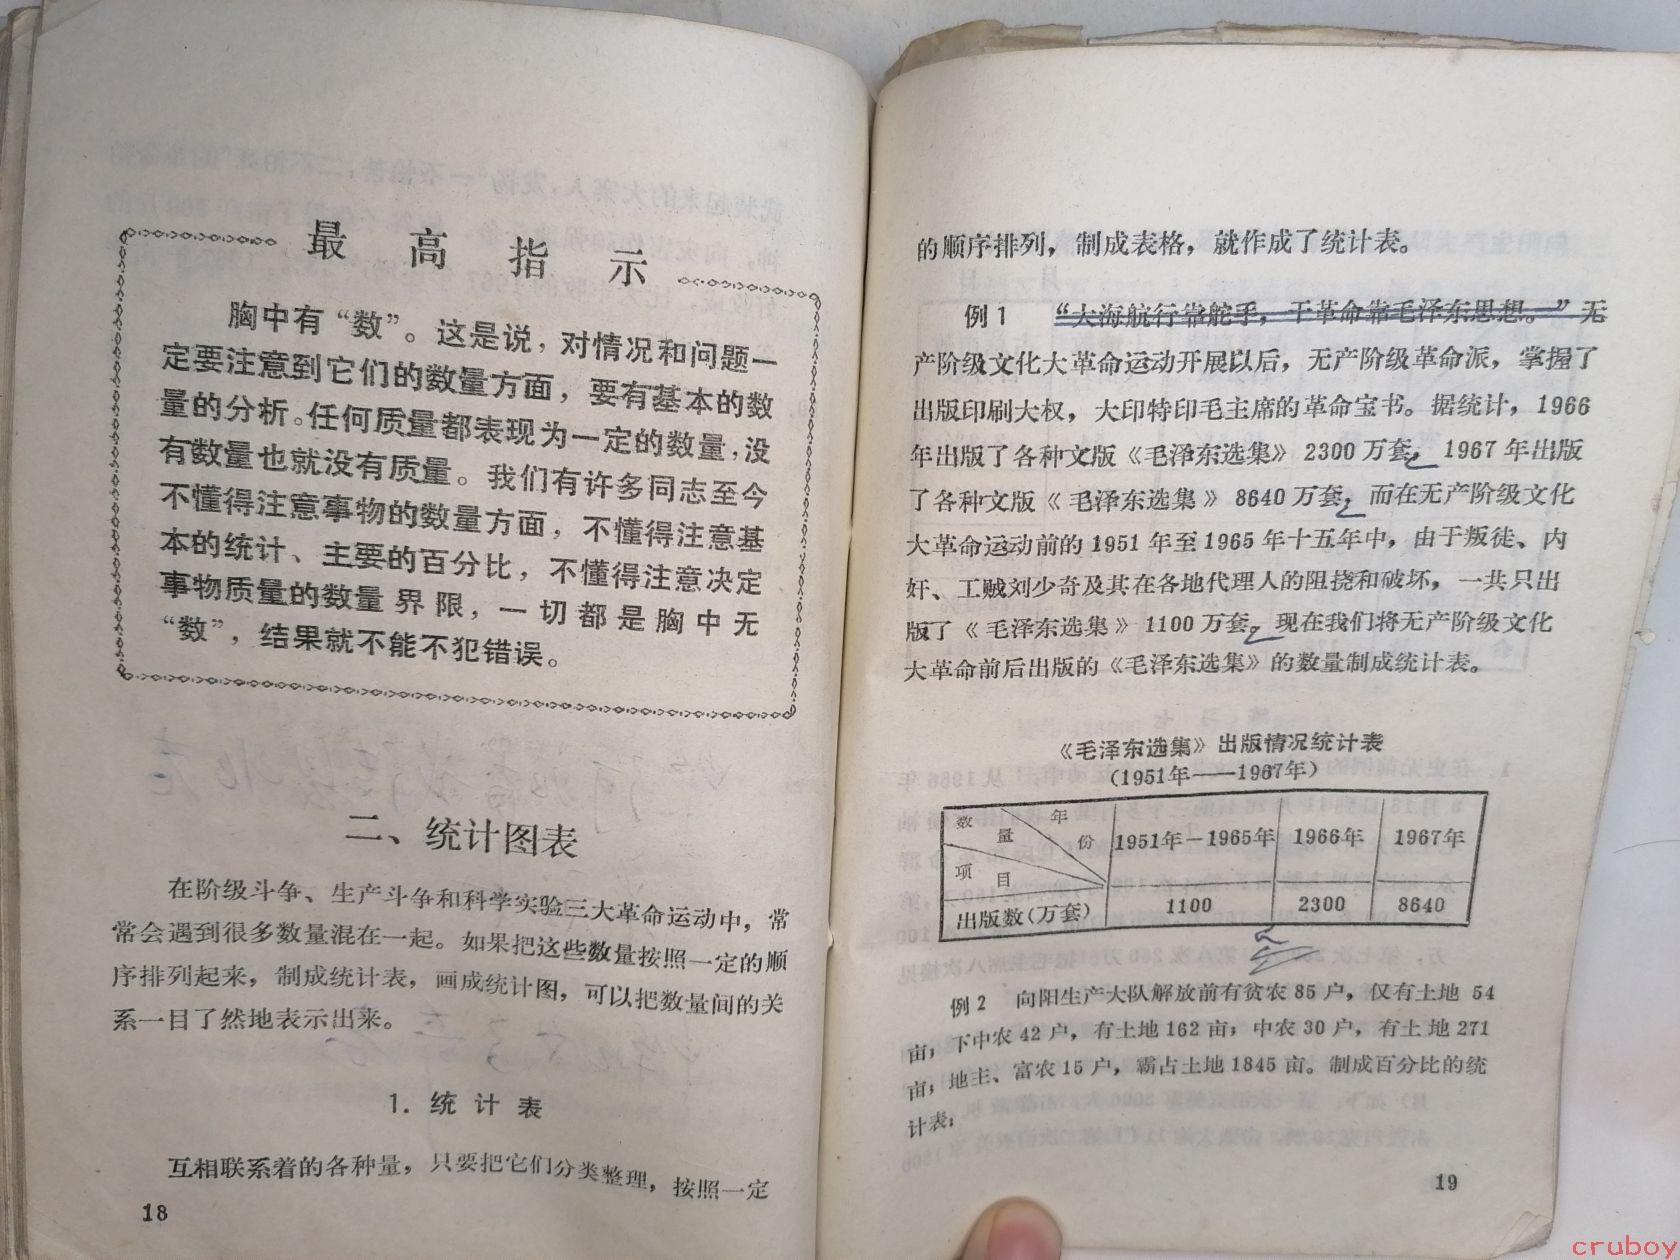 最高指示
胸中有“数”。这是说，对情况和问题一
定要注意到它们的数量方面，要有基本的数
量的分析。任何质量都表现为一定的数量，没
有数量也就没有质量。我们有许多同志至今
不懂得注意事物的数量方面，不懂得注意基
本的统计、主要的百分比，不懂得注意决定
事物质量的数量界限，一切都是胸中无
“数”，结果就不能不犯错误。
二、统计图表
在阶级斗争、生产斗争和科学实验三大革命运动中，常
常会遇到很多数量混在一起。如果把这些数量按照一定的顺
序排列起来，制成统计表，画成统计图，可以把数量间的关
系一目了然地表示出来。
1. 统计表
互相联系着的各种量，只要把它们分类整理，按照一定
18
的顺序排列，制成表格，就作成了统计表。
例1 “大海航行靠舵手，干革命靠毛泽东思想。”无
产阶级文化大革命运动开展以后，无产阶级革命派，掌握了
出版印刷大权，大印特印毛主席的革命宝书。据统计，1966
年出版了各种文版《毛泽东选集》2300万套，1967年出版
了各种文版《毛泽东选集》8640万套，而在无产阶级文化
大革命运动前的1951年至1965年十五年中，由于叛徒、内
奸、工贼刘少奇及其在各地代理人的阻挠和破坏，一共只出
版了《毛泽东选集》1100万套。现在我们将无产阶级文化
大革命前后出版的《毛泽东选集》的数量制成统计表。
《毛泽东选集》出版情况统计表
(1951年——1967年)
数量 年份 项目 1951年－1965年 1966年 1967年
出版数(万套) 1100 2300 8640
例2 向阳生产大队解放前有贫农85户，仅有土地54
亩；下中农42户，有土地162亩；中农30户，有土地271
亩；地主、富农15户，霸占土地1845亩。制成百分比的统
计表：
19
cruboy